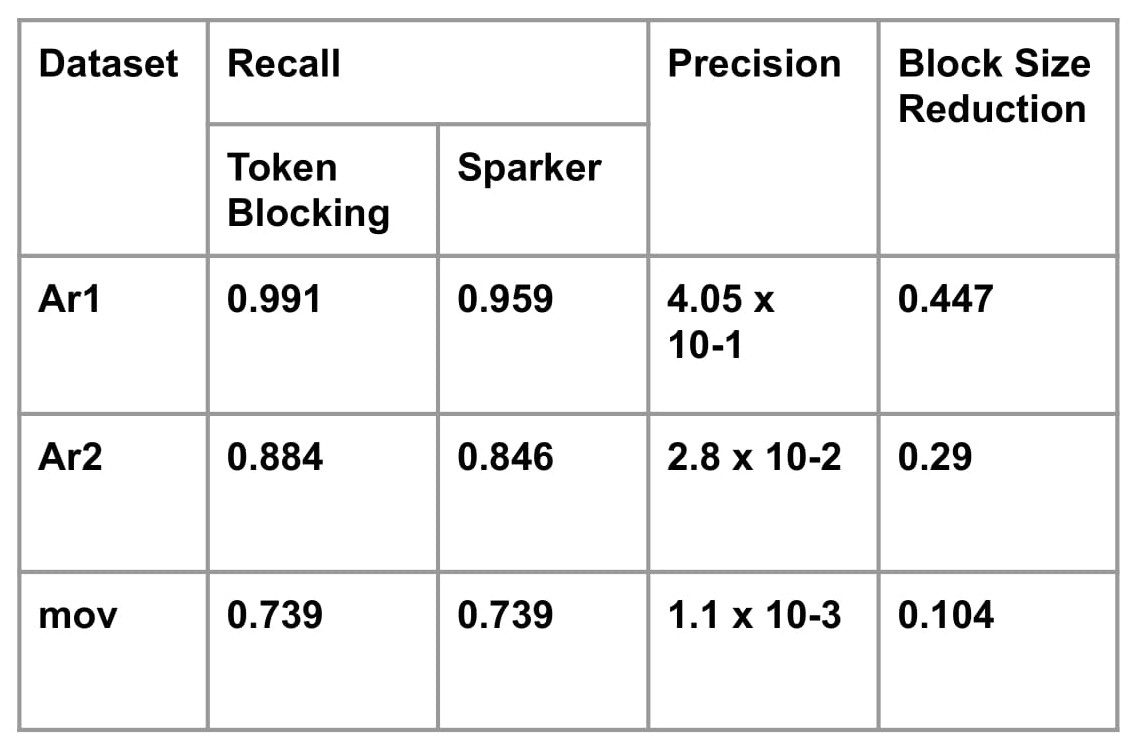 Dataset
Recall
Precision
Block Size
Reduction
Token
Blocking
Sparker
Ar1
0.991
0.959
4.05 x
10-1
0.447
Ar2
0.884
0.846
2.8 x 10-2
0.29
mov
0.739
0.739
1.1 x 10-3
0.104